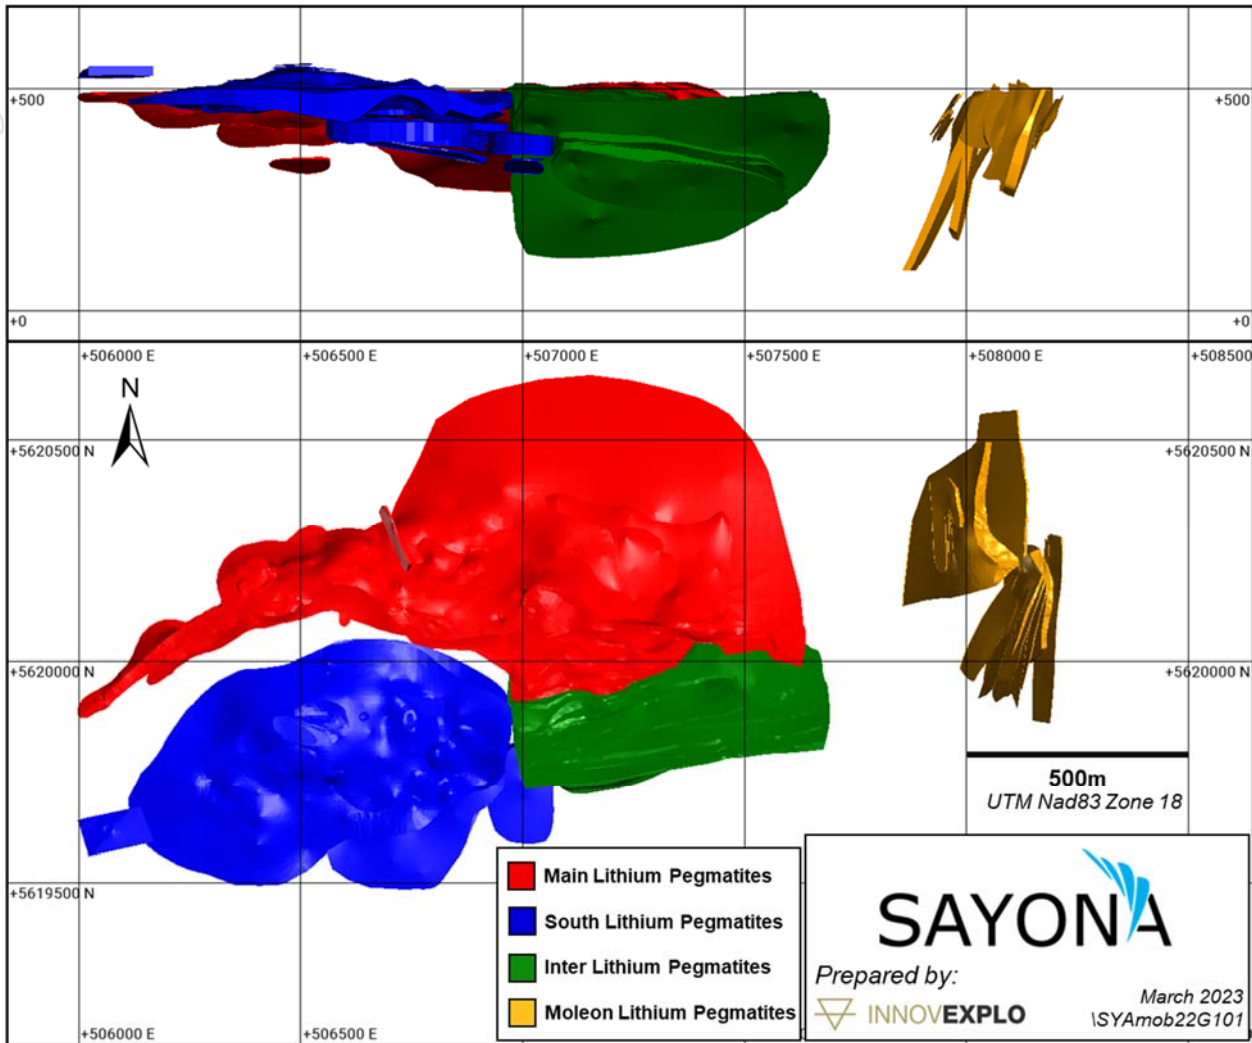 +500
+500
+0
+0
+506000 E
+506500 E
+507000 E
+507500 E
+508000 E
+508500
N
+5620500 N
+5620500 N
+5620000 N
+5620000 N
500m
UTM Nad83 Zone 18
+5619500 N
Main Lithium Pegmatites
South Lithium Pegmatites
Inter Lithium Pegmatites
Moleon Lithium Pegmatites
SAYONA
Prepared by:
INNOVEXPLO
March 2023
\SYAmob22G101
+506000 E
+506500 E